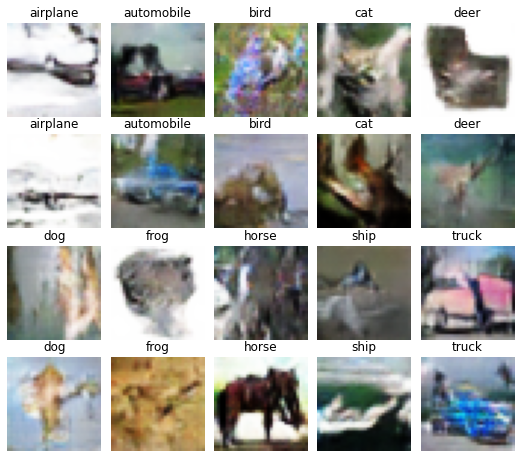 airplane automobile bird cat deer
airplane automobile bird cat deer
dog frog horse ship truck
dog frog horse ship truck